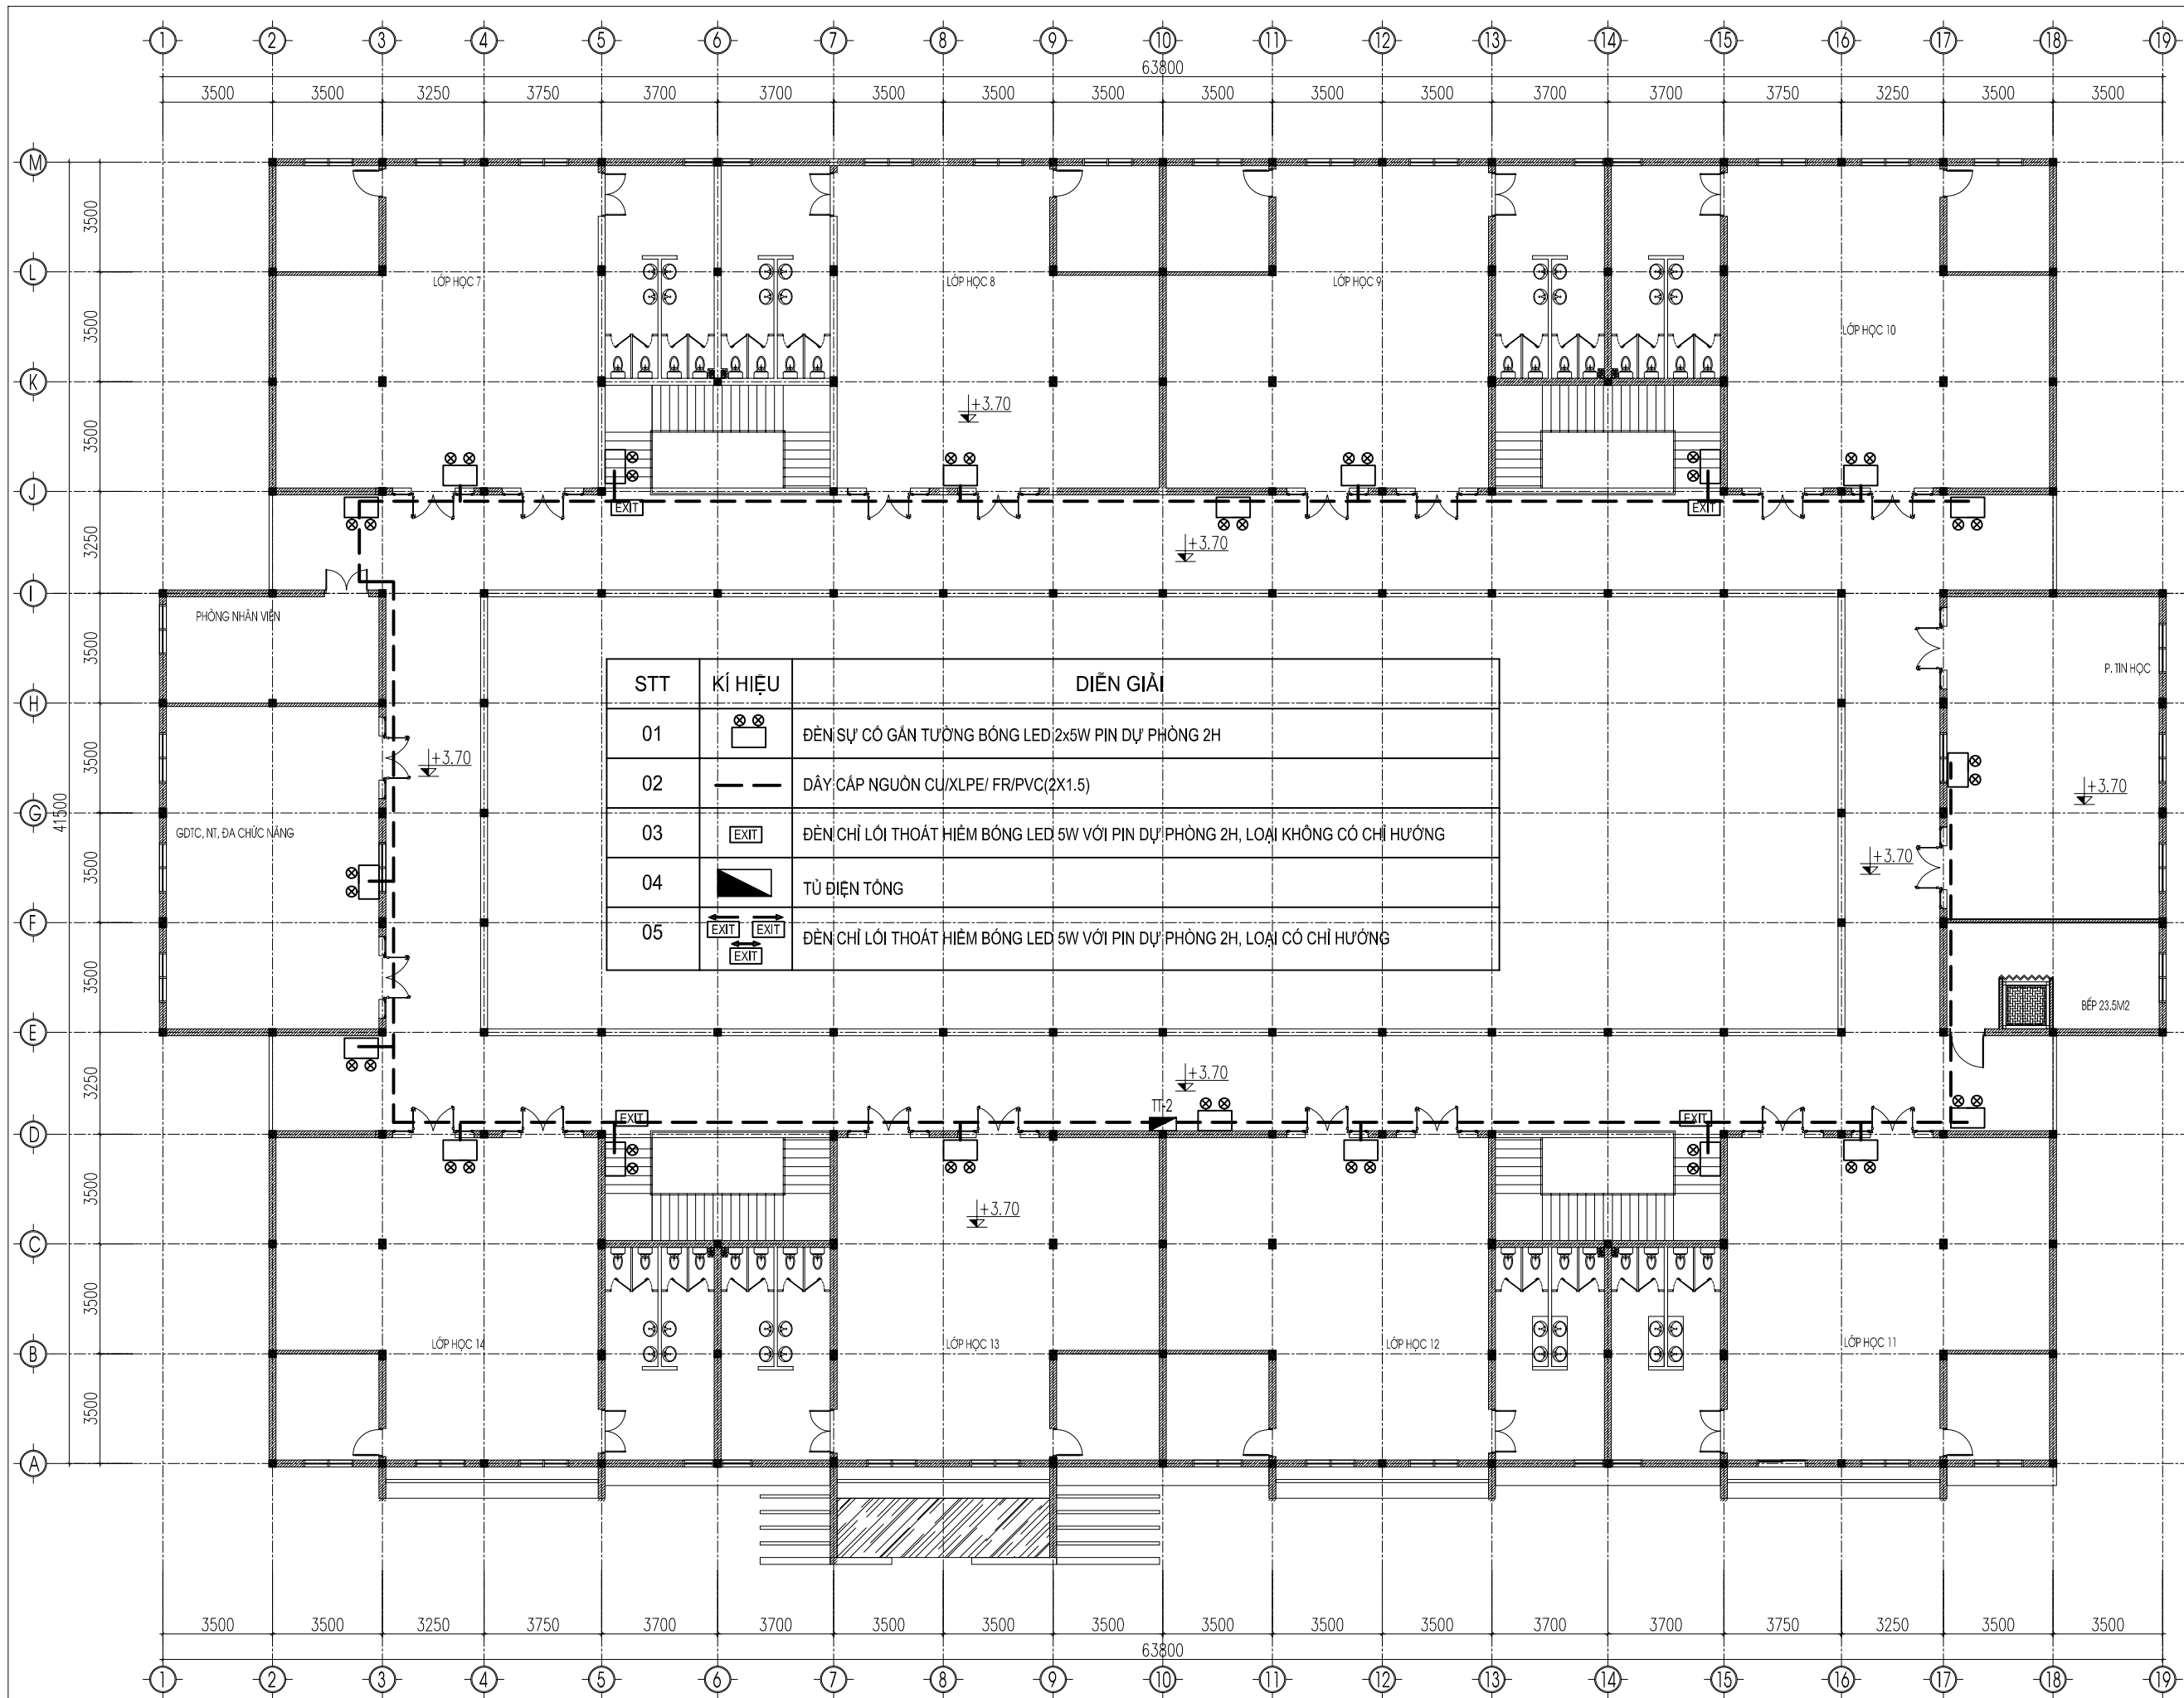 1 2 3 4 5 6 7 8 9 10 11 12 13 14 15 16 17 18 19
63800
3500 3500 3250 3750 3700 3700 3500 3500 3500 3500 3500 3500 3700 3700 3750 3250 3500 3500
M
3500
L
LỚP HỌC 7 LỚP HỌC 8 LỚP HỌC 9
3500
LỚP HỌC 10
K
+3.70
3500
J
EXIT EXIT
3250
+3.70
I
PHÒNG NHÂN VIÊN
3500
P. TIN HỌC
H
STT KÍ HIỆU DIỄN GIẢI
01 ĐÈN SỰ CỐ GẮN TƯỜNG BÓNG LED 2x5W PIN DỰ PHÒNG 2H
02 DÂY CÁP NGUỒN CU/XLPE/ FR/PVC(2X1.5)
03 EXIT ĐÈN CHỈ LỐI THOÁT HIỂM BÓNG LED 5W VỚI PIN DỰ PHÒNG 2H, LOẠI KHÔNG CÓ CHỈ HƯỚNG
04 TỦ ĐIỆN TỔNG
05 EXIT EXIT EXIT ĐÈN CHỈ LỐI THOÁT HIỂM BÓNG LED 5W VỚI PIN DỰ PHÒNG 2H, LOẠI CÓ CHỈ HƯỚNG
3500
+3.70
+3.70
41500
G
GDTC, NT, ĐA CHỨC NĂNG
3500
+3.70
F
3500
BẾP 23,5M2
E
3250
+3.70
TT-2
EXIT EXIT
D
3500
+3.70
C
3500
LỚP HỌC 14 LỚP HỌC 13 LỚP HỌC 12 LỚP HỌC 11
B
3500
A
3500 3500 3250 3750 3700 3700 3500 3500 3500 3500 3500 3500 3700 3700 3750 3250 3500 3500
63800
1 2 3 4 5 6 7 8 9 10 11 12 13 14 15 16 17 18 19